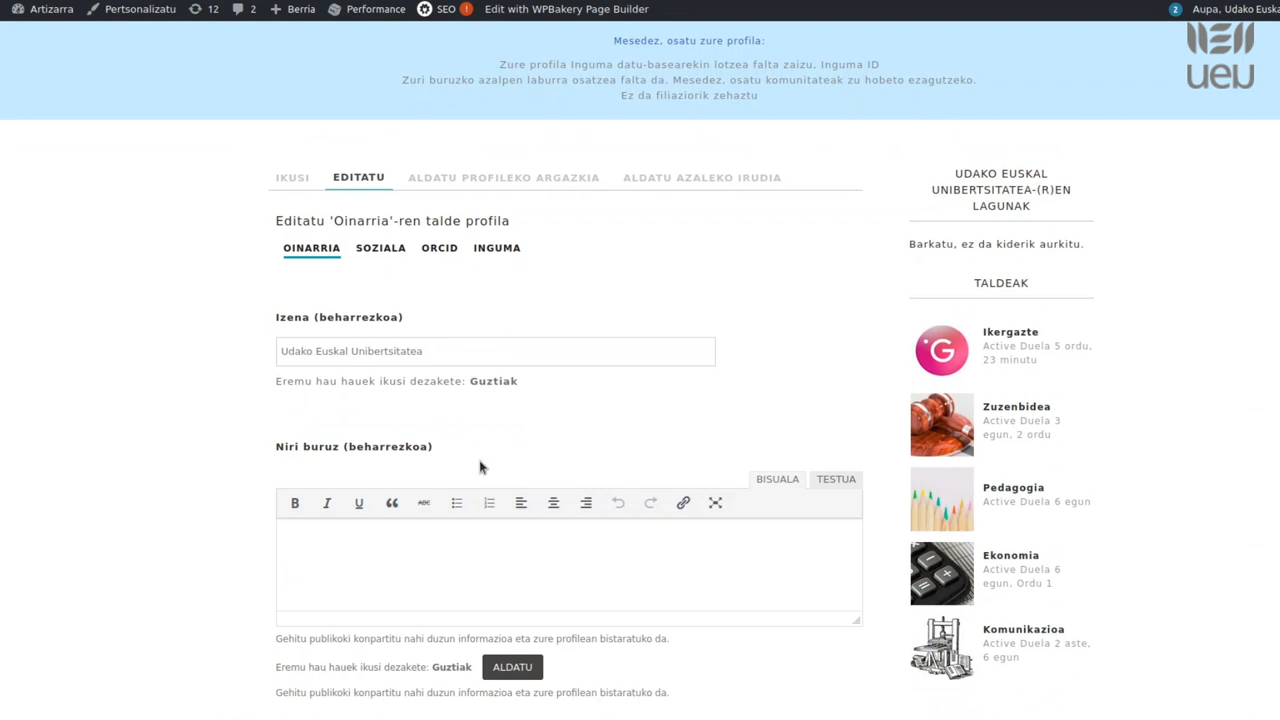 Artizarra Pertsonalizatu 12 2 Berria Performance SEO ! Edit with WPBakery Page Builder 2 Aupa, Udako Euska
Mesedez, osatu zure profila:
Zure profila Inguma datu-basearekin lotzea falta zaizu, Inguma ID
Zuri buruzko azalpen laburra osatzea falta da. Mesedez, osatu komunitateak zu hobeto ezagutzeko.
Ez da filiaziorik zehaztu
ueu
IKUSI EDITATU ALDATU PROFILEKO ARGAZKIA ALDATU AZALEKO IRUDIA
Editatu 'Oinarria'-ren talde profila
OINARRIA SOZIALA ORCID INGUMA
Izena (beharrezkoa)
Udako Euskal Unibertsitatea
Eremu hau hauek ikusi dezakete: Guztiak
Niri buruz (beharrezkoa)
BISUALA TESTUA
B I U ABC
Gehitu publikoki konpartitu nahi duzun informazioa eta zure profilean bistaratuko da.
Eremu hau hauek ikusi dezakete: Guztiak ALDATU
Gehitu publikoki konpartitu nahi duzun informazioa eta zure profilean bistaratuko da.
UDAKO EUSKAL
UNIBERTSITATEA-(R)EN
LAGUNAK
Barkatu, ez da kiderik aurkitu.
TALDEAK
G
Ikergazte
Active Duela 5 ordu,
23 minutu
Zuzenbidea
Active Duela 3
egun, 2 ordu
Pedagogia
Active Duela 6 egun
Ekonomia
Active Duela 6
egun, Ordu 1
Komunikazioa
Active Duela 2 aste,
6 egun